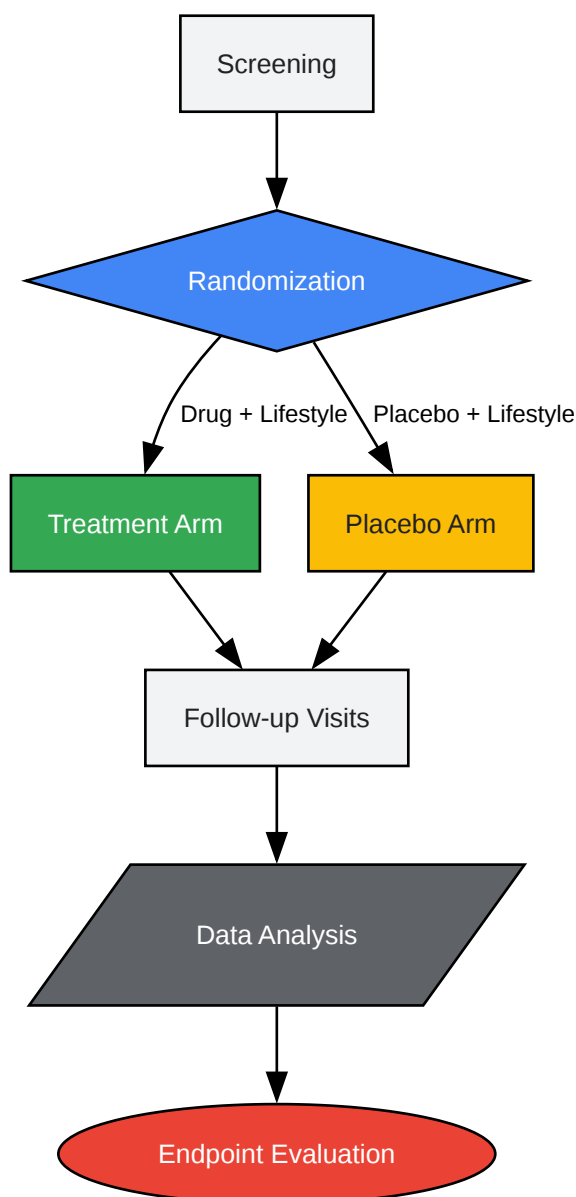 Screening
Randomization
Drug + Lifestyle
Placebo + Lifestyle
Treatment Arm
Placebo Arm
Follow-up Visits
Data Analysis
Endpoint Evaluation